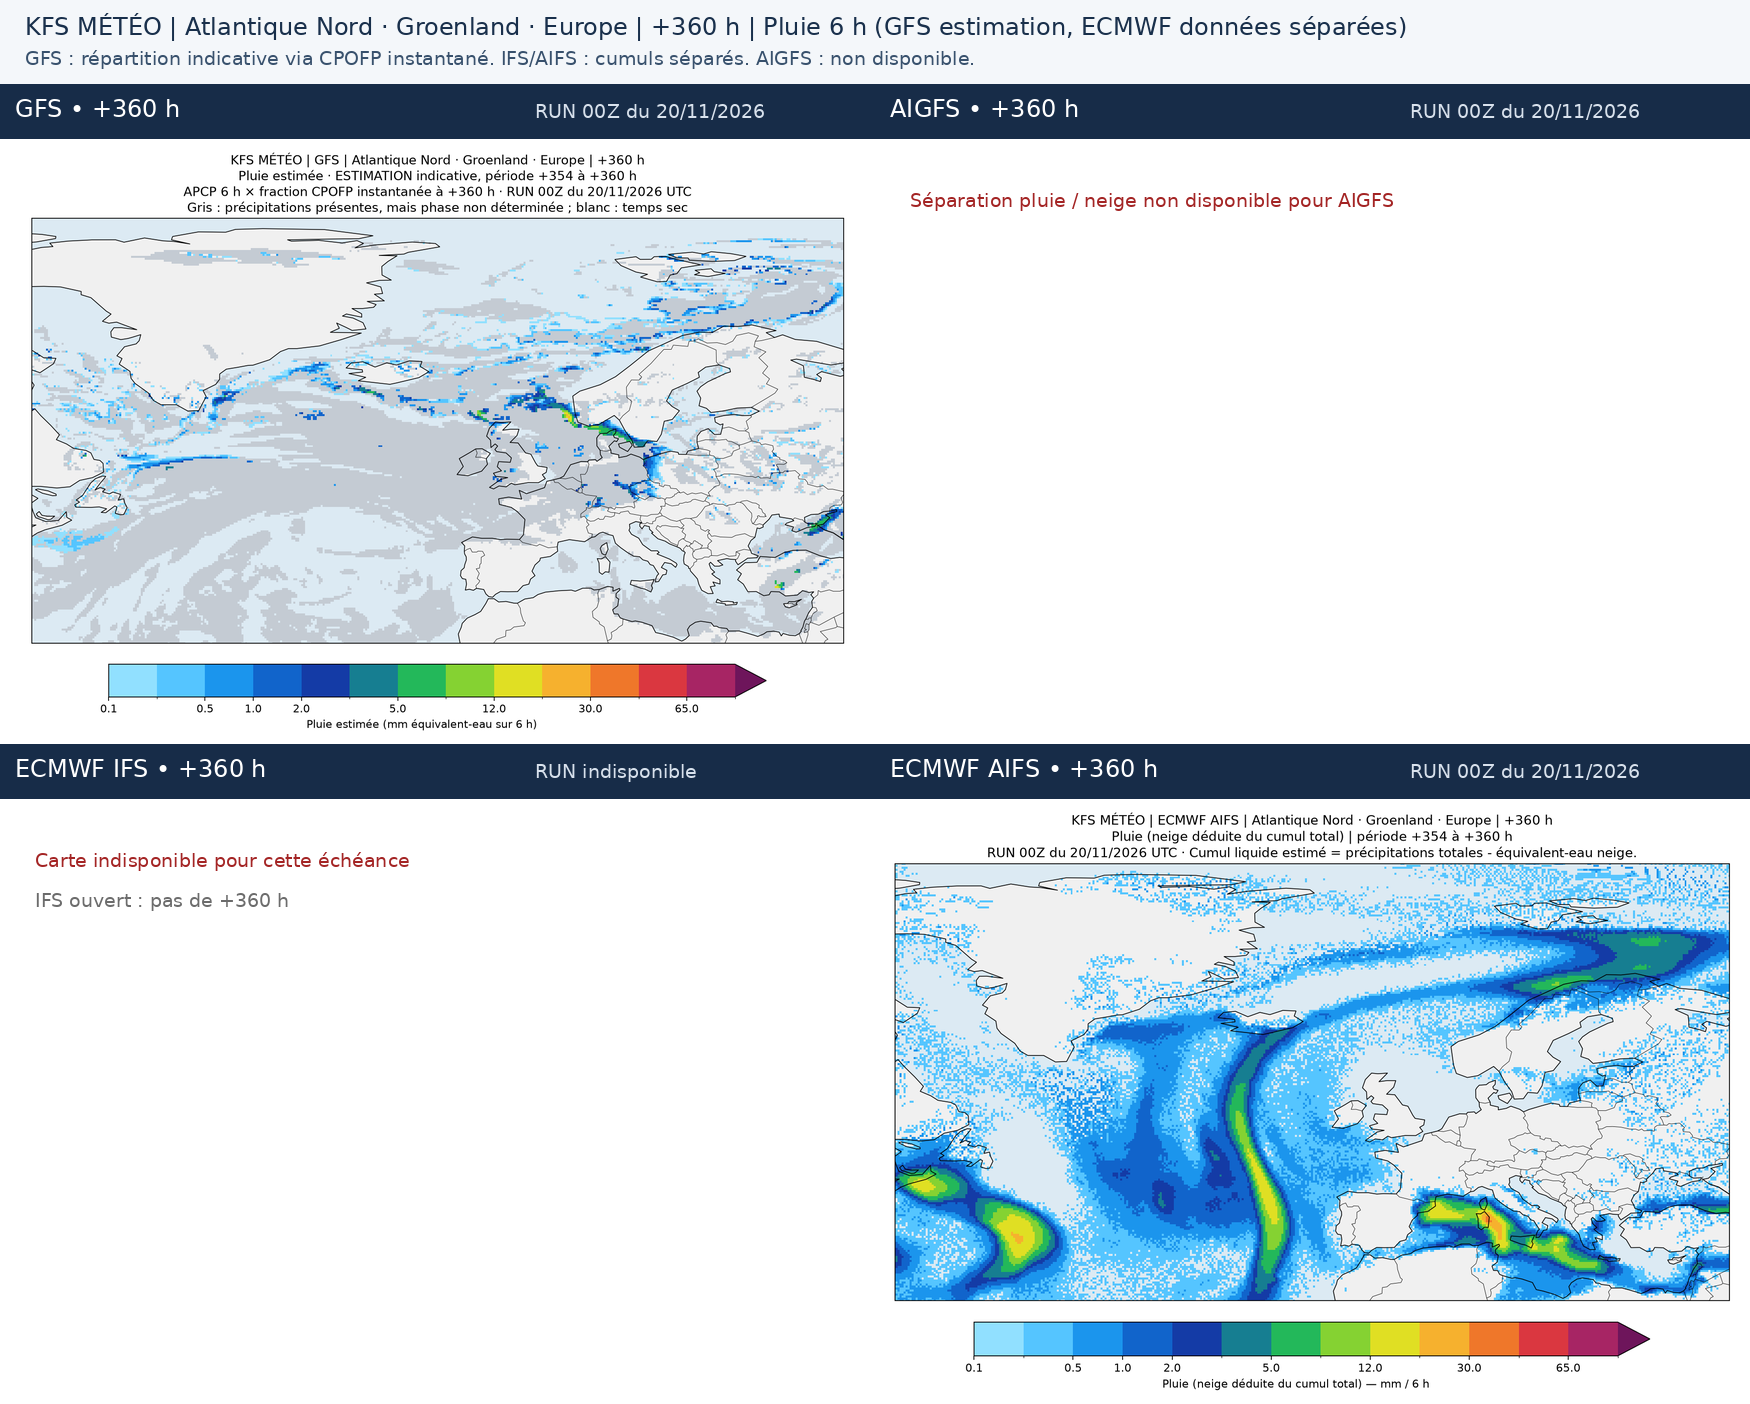 KFS MÉTÉO | Atlantique Nord · Groenland · Europe | +360 h | Pluie 6 h (GFS estimation, ECMWF données séparées)
GFS : répartition indicative via CPOFP instantané. IFS/AIFS : cumuls séparés. AIGFS : non disponible.
GFS • +360 h
RUN 00Z du 20/11/2026
AIGFS • +360 h
RUN 00Z du 20/11/2026
KFS MÉTÉO | GFS | Atlantique Nord · Groenland · Europe | +360 h
Pluie estimée · ESTIMATION indicative, période +354 à +360 h
APCP 6 h × fraction CPOFP instantanée à +360 h · RUN 00Z du 20/11/2026 UTC
Gris : précipitations présentes, mais phase non déterminée ; blanc : temps sec
Séparation pluie / neige non disponible pour AIGFS
0.1 0.5 1.0 2.0 5.0 12.0 30.0 65.0
Pluie estimée (mm équivalent-eau sur 6 h)
ECMWF IFS • +360 h
RUN indisponible
ECMWF AIFS • +360 h
RUN 00Z du 20/11/2026
Carte indisponible pour cette échéance
IFS ouvert : pas de +360 h
KFS MÉTÉO | ECMWF AIFS | Atlantique Nord · Groenland · Europe | +360 h
Pluie (neige déduite du cumul total) | période +354 à +360 h
RUN 00Z du 20/11/2026 UTC · Cumul liquide estimé = précipitations totales - équivalent-eau neige.
0.1 0.5 1.0 2.0 5.0 12.0 30.0 65.0
Pluie (neige déduite du cumul total) — mm / 6 h